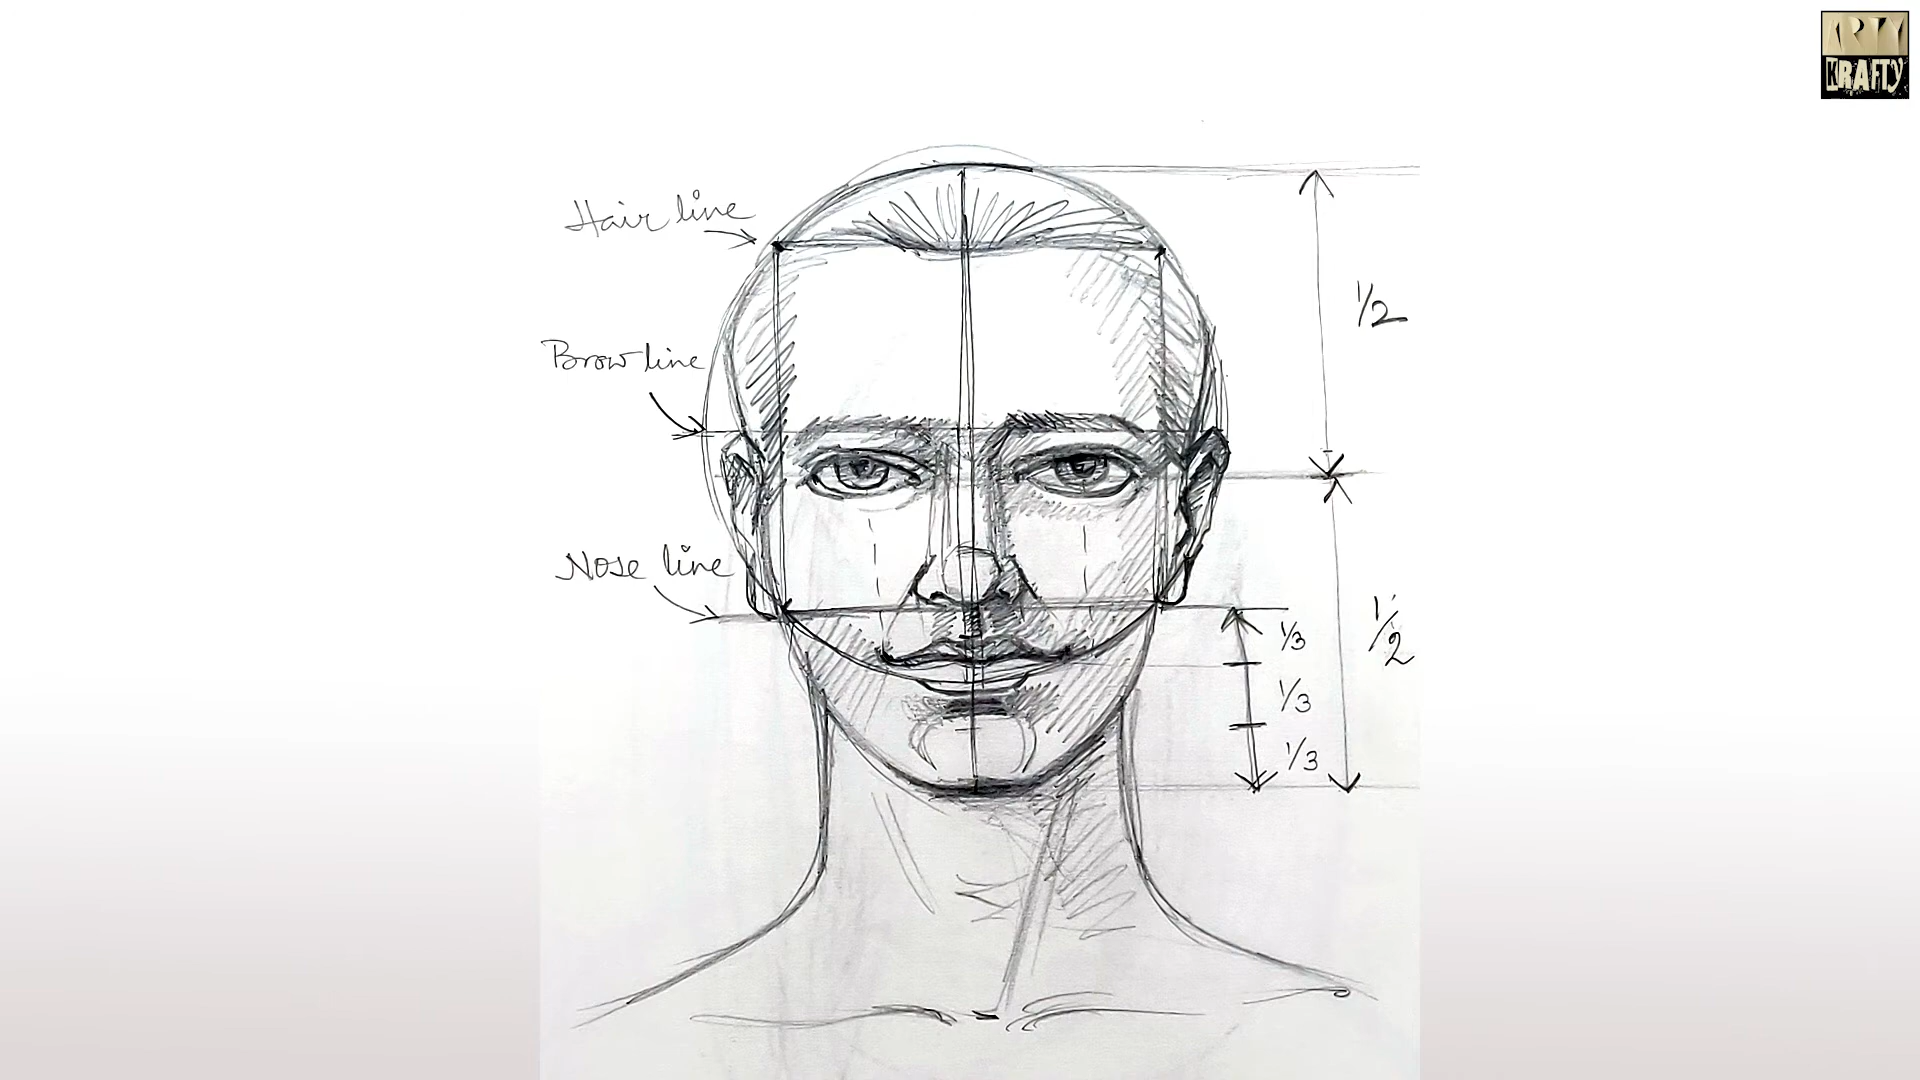 ARTY
KRAFTY
Hair line
1/2
Brow line
Nose line
1/3
1/2
1/3
1/3